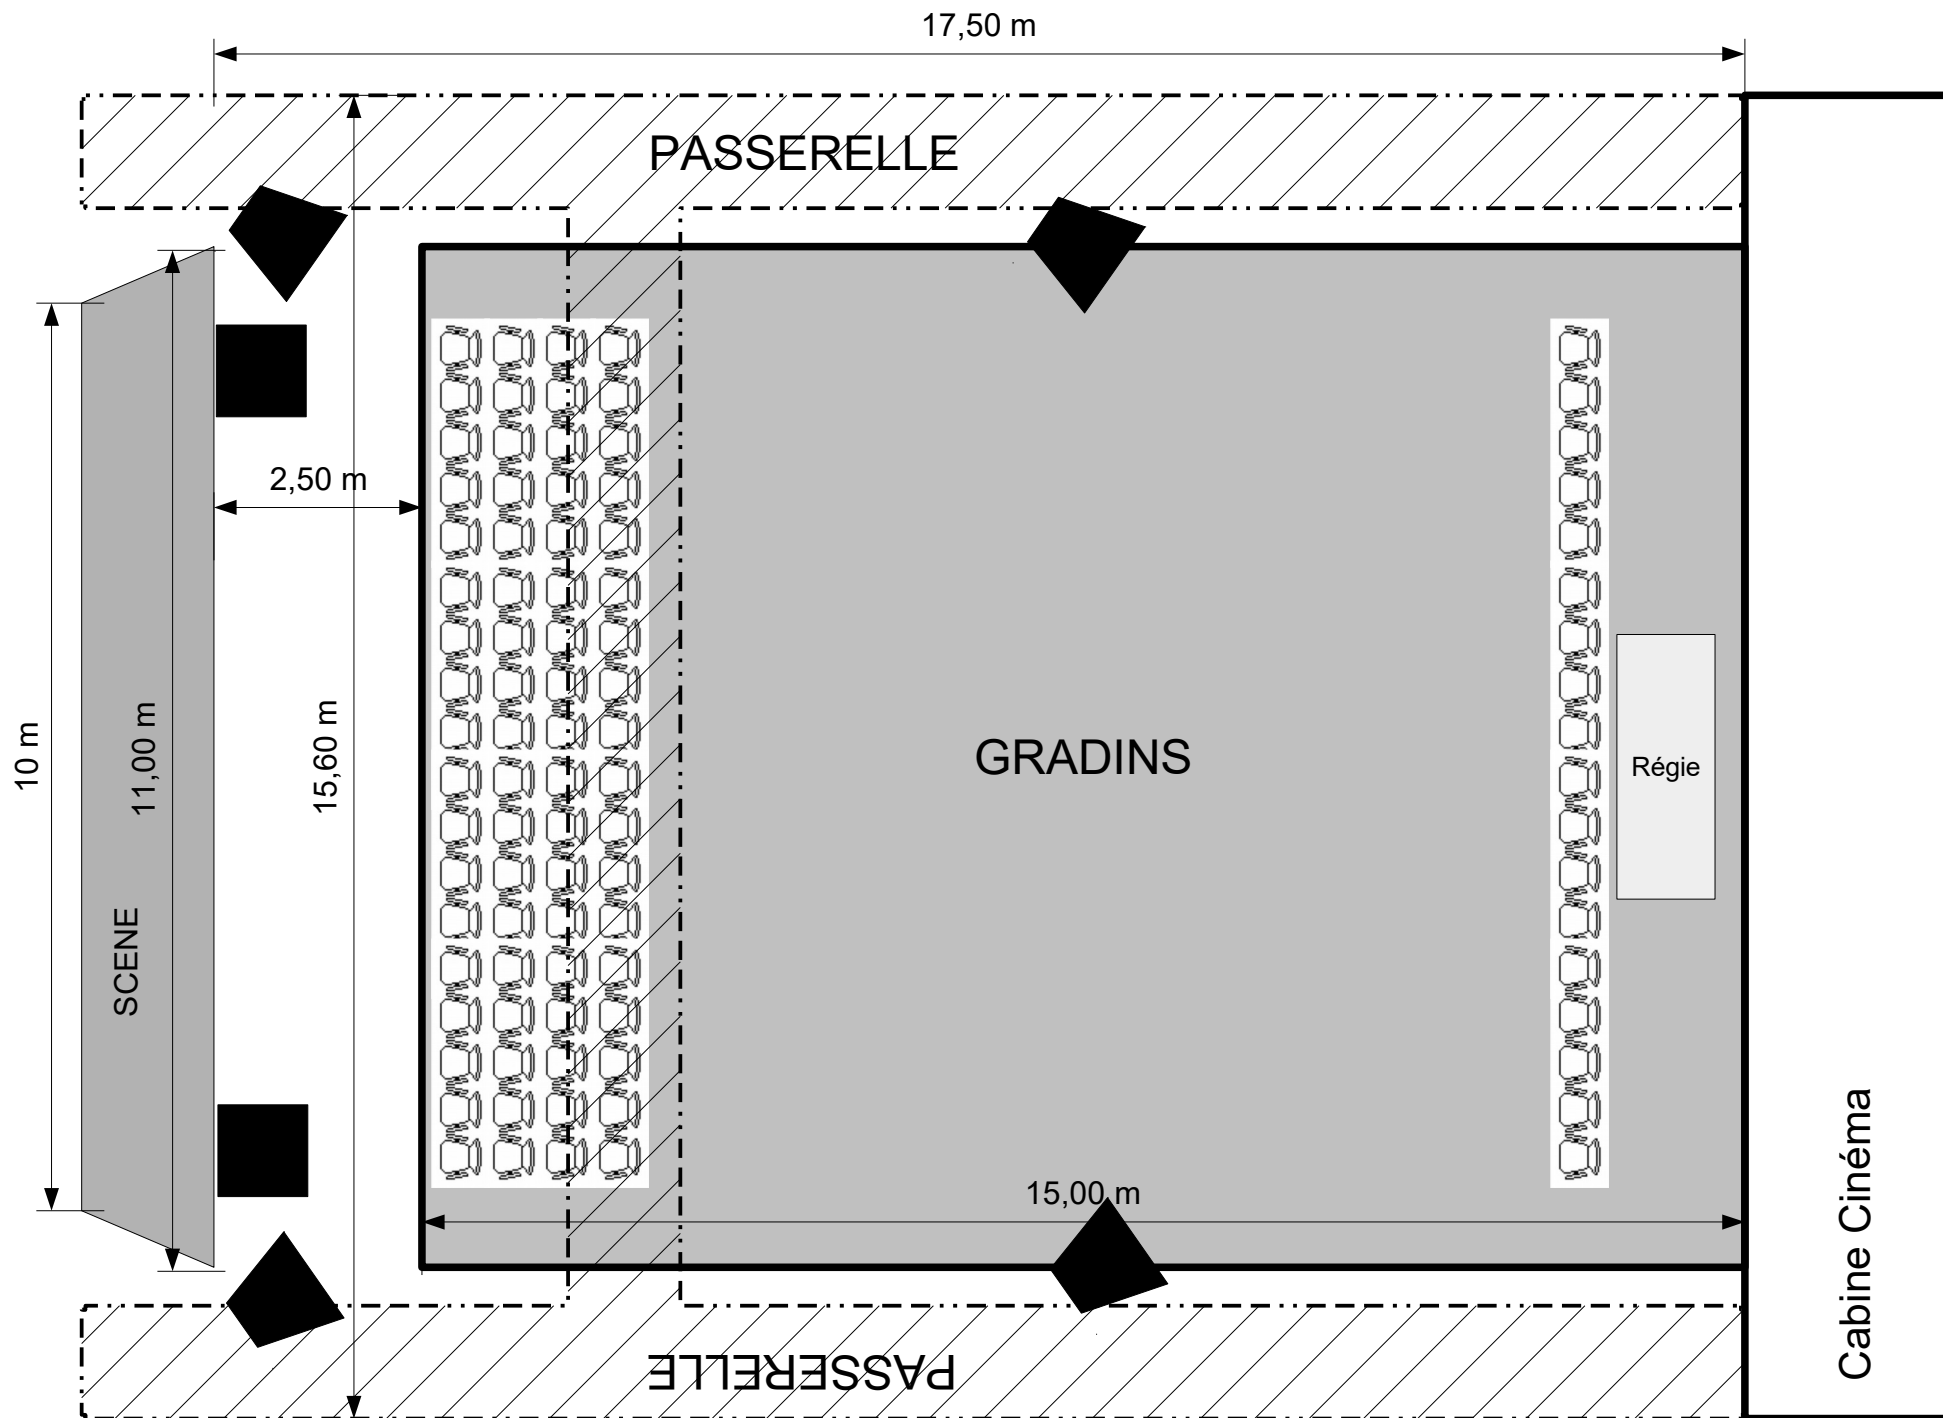 17,50 m
PASSERELLE
2,50 m
10 m
SCENE
11,00 m
15,60 m
GRADINS
Régie
15,00 m
Cabine Cinéma
PASSERELLE